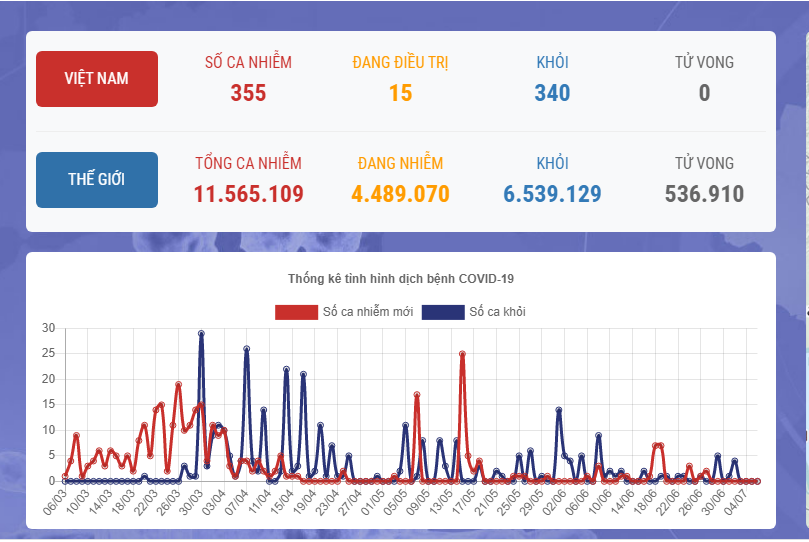 SỐ CA NHIỄM ĐANG ĐIỀU TRỊ KHỎI TỬ VONG
VIỆT NAM
355 15 340 0
TỔNG CA NHIỄM ĐANG NHIỄM KHỎI TỬ VONG
THẾ GIỚI
11.565.109 4.489.070 6.539.129 536.910
Thống kê tình hình dịch bệnh COVID-19
Số ca nhiễm mới Số ca khỏi
30
25
20
15
10
5
0
06/03 10/03 14/03 18/03 22/03 26/03 30/03 03/04 07/04 11/04 15/04 19/04 23/04 27/04 01/05 05/05 09/05 13/05 17/05 21/05 25/05 29/05 02/06 06/06 10/06 14/06 18/06 22/06 26/06 30/06 04/07